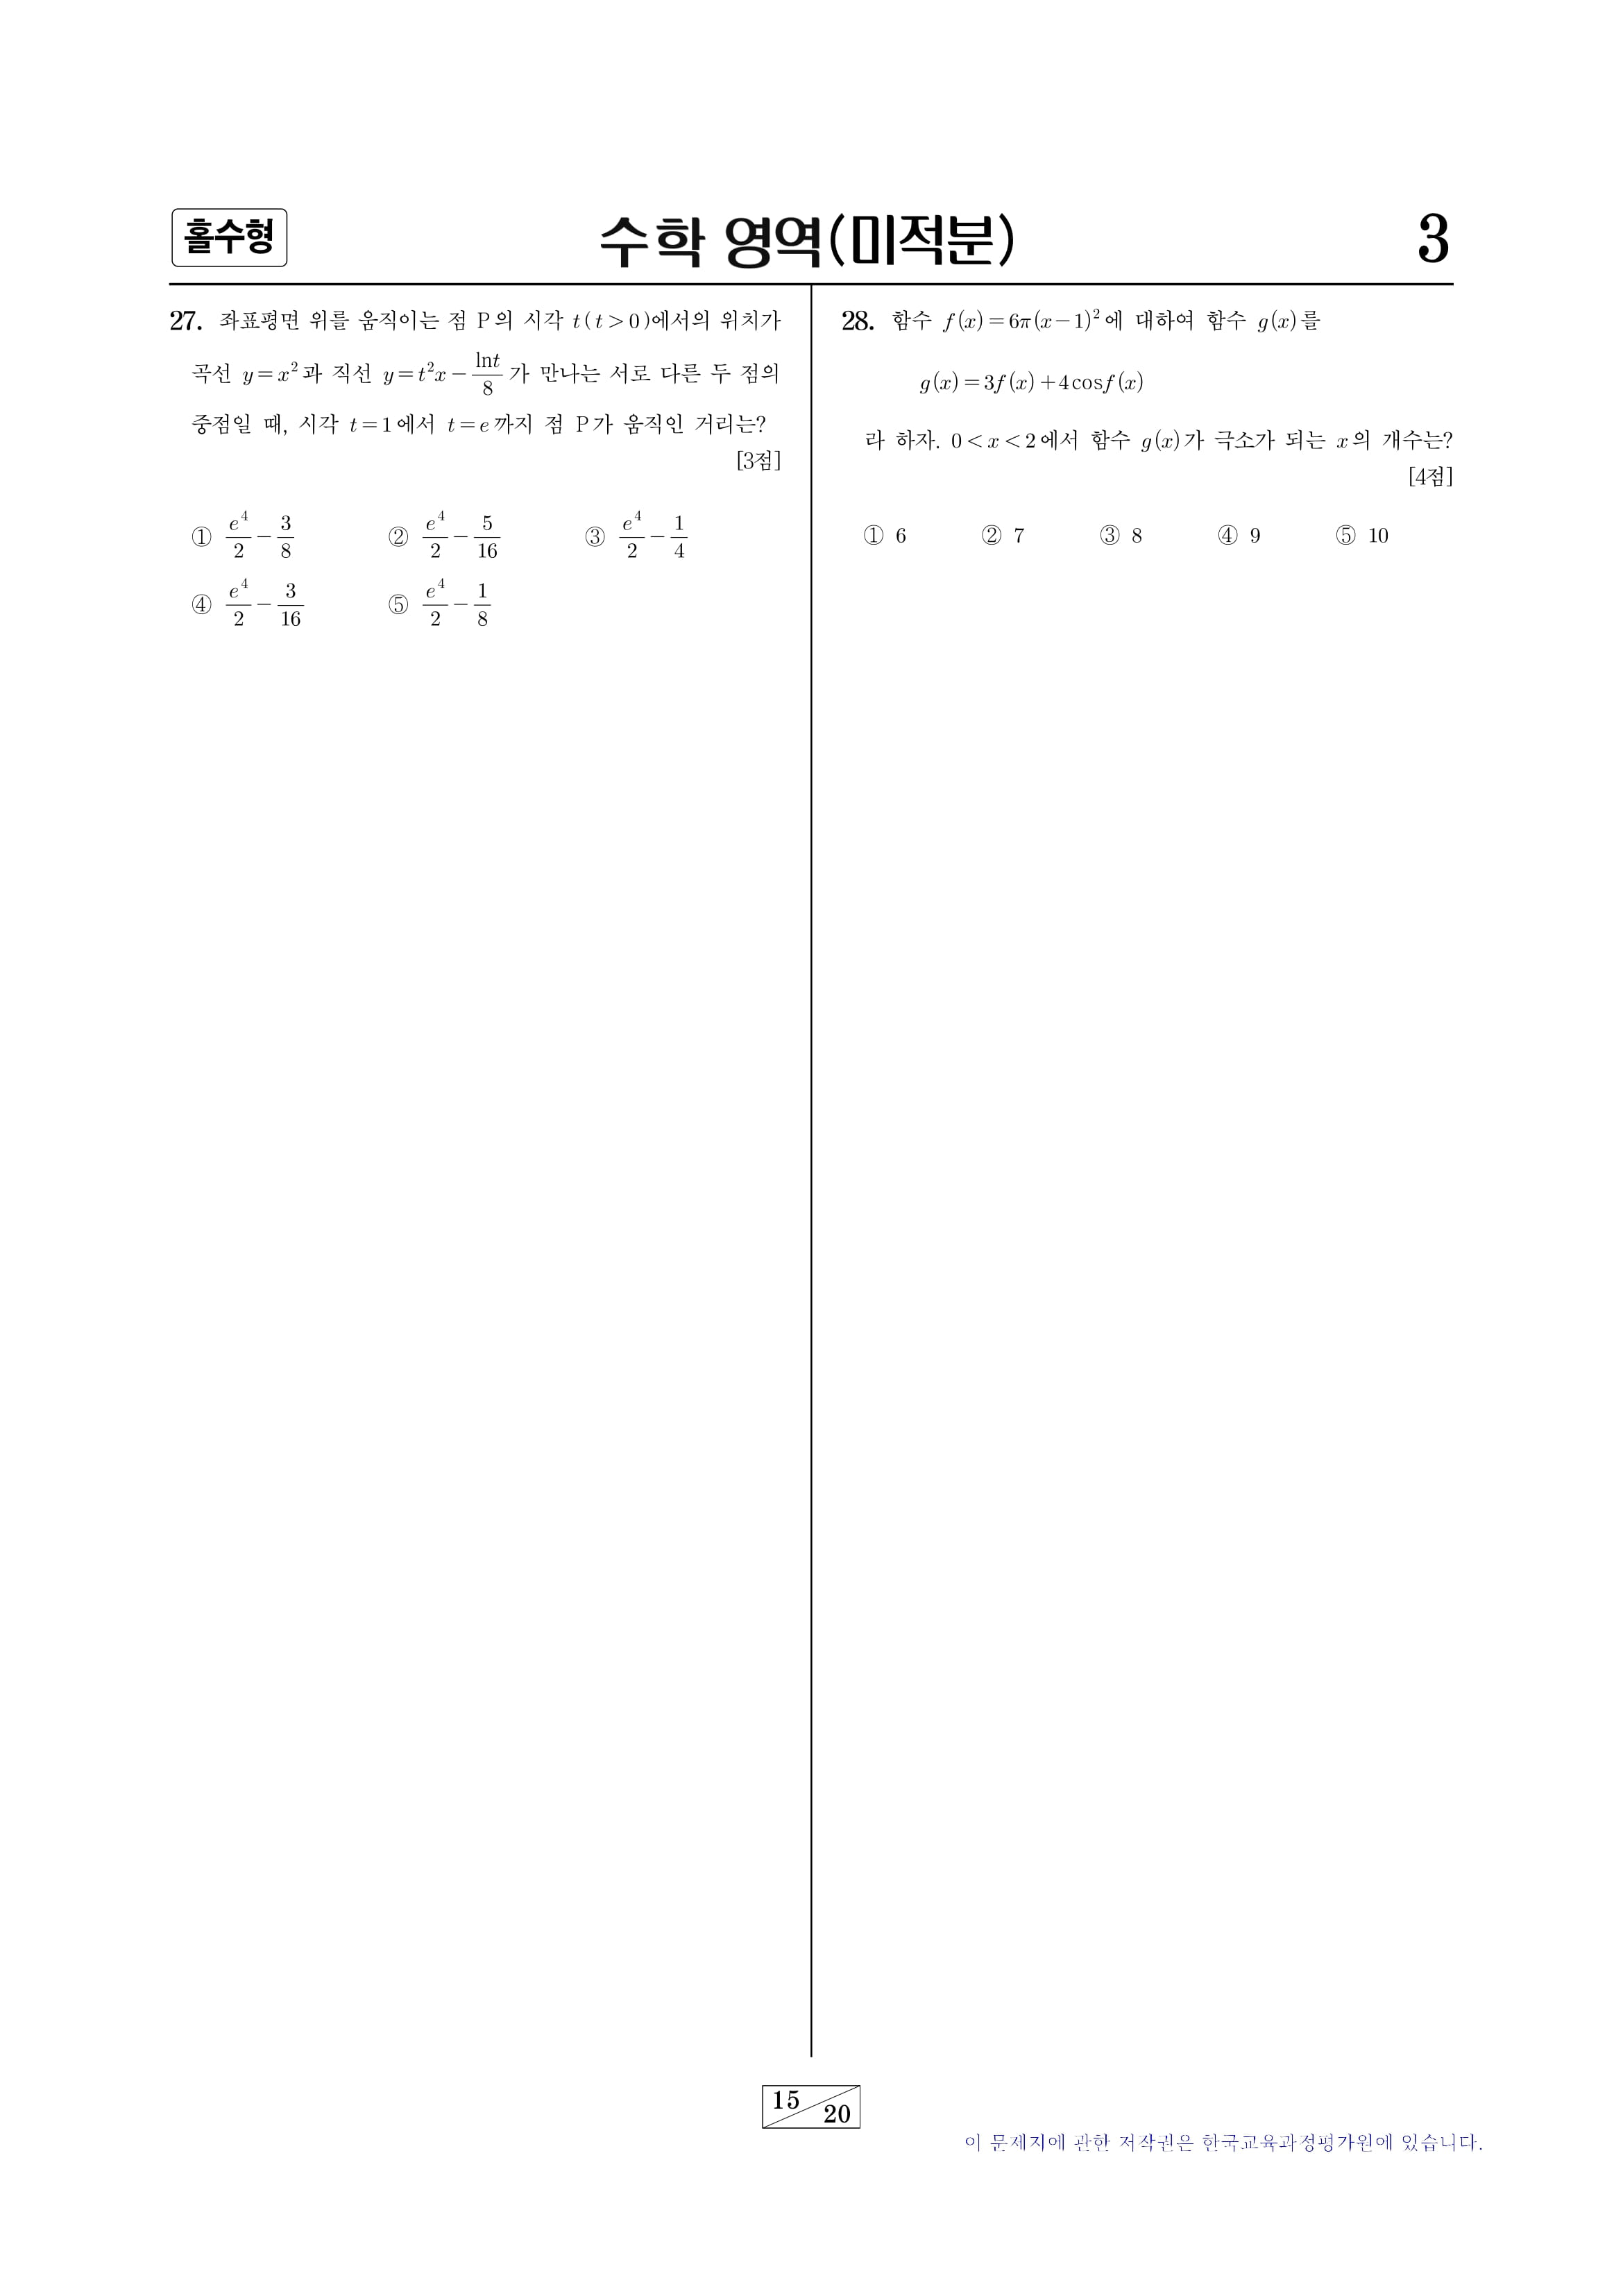 홀수형
수학 영역(미적분)
3
27. 좌표평면 위를 움직이는 점 P의 시각 t(t>0)에서의 위치가
곡선 y=x²과 직선 y=t²x-\frac{lnt}{8}가 만나는 서로 다른 두 점의
중점일 때, 시각 t=1에서 t=e까지 점 P가 움직인 거리는?
[3점]
① \frac{e^4}{2}-\frac{3}{8} ② \frac{e^4}{2}-\frac{5}{16} ③ \frac{e^4}{2}-\frac{1}{4}
④ \frac{e^4}{2}-\frac{3}{16} ⑤ \frac{e^4}{2}-\frac{1}{8}
28. 함수 f(x)=6π(x-1)²에 대하여 함수 g(x)를
g(x)=3f(x)+4cosf(x)
라 하자. 0<x<2에서 함수 g(x)가 극소가 되는 x의 개수는?
[4점]
① 6 ② 7 ③ 8 ④ 9 ⑤ 10
15 20
이 문제지에 관한 저작권은 한국교육과정평가원에 있습니다.